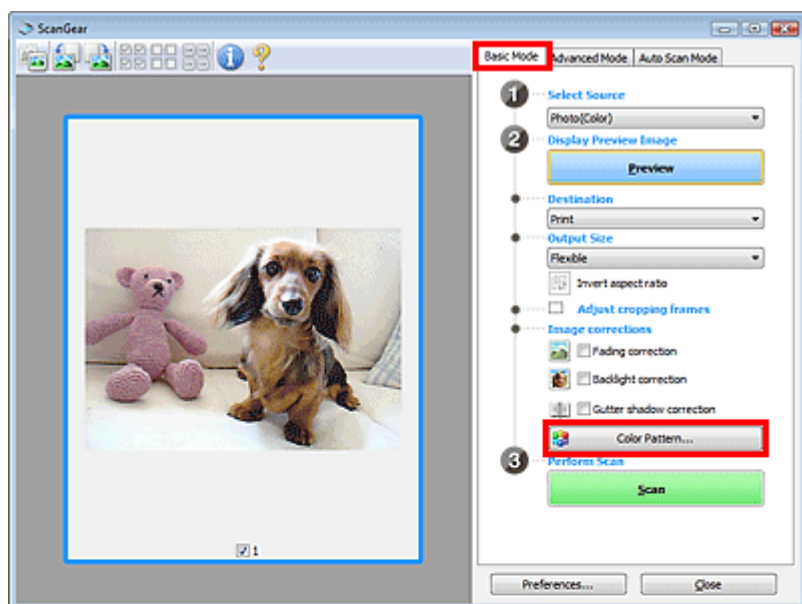 ScanGear
Basic Mode Advanced Mode Auto Scan Mode
1 Select Source
Photo(Color)
2 Display Preview Image
Preview
Destination
Print
Output Size
Flexible
Invert aspect ratio
Adjust cropping frames
Image corrections
Fading correction
Backlight correction
Gutter shadow correction
Color Pattern...
3 Perform Scan
Scan
1
Preferences... Close